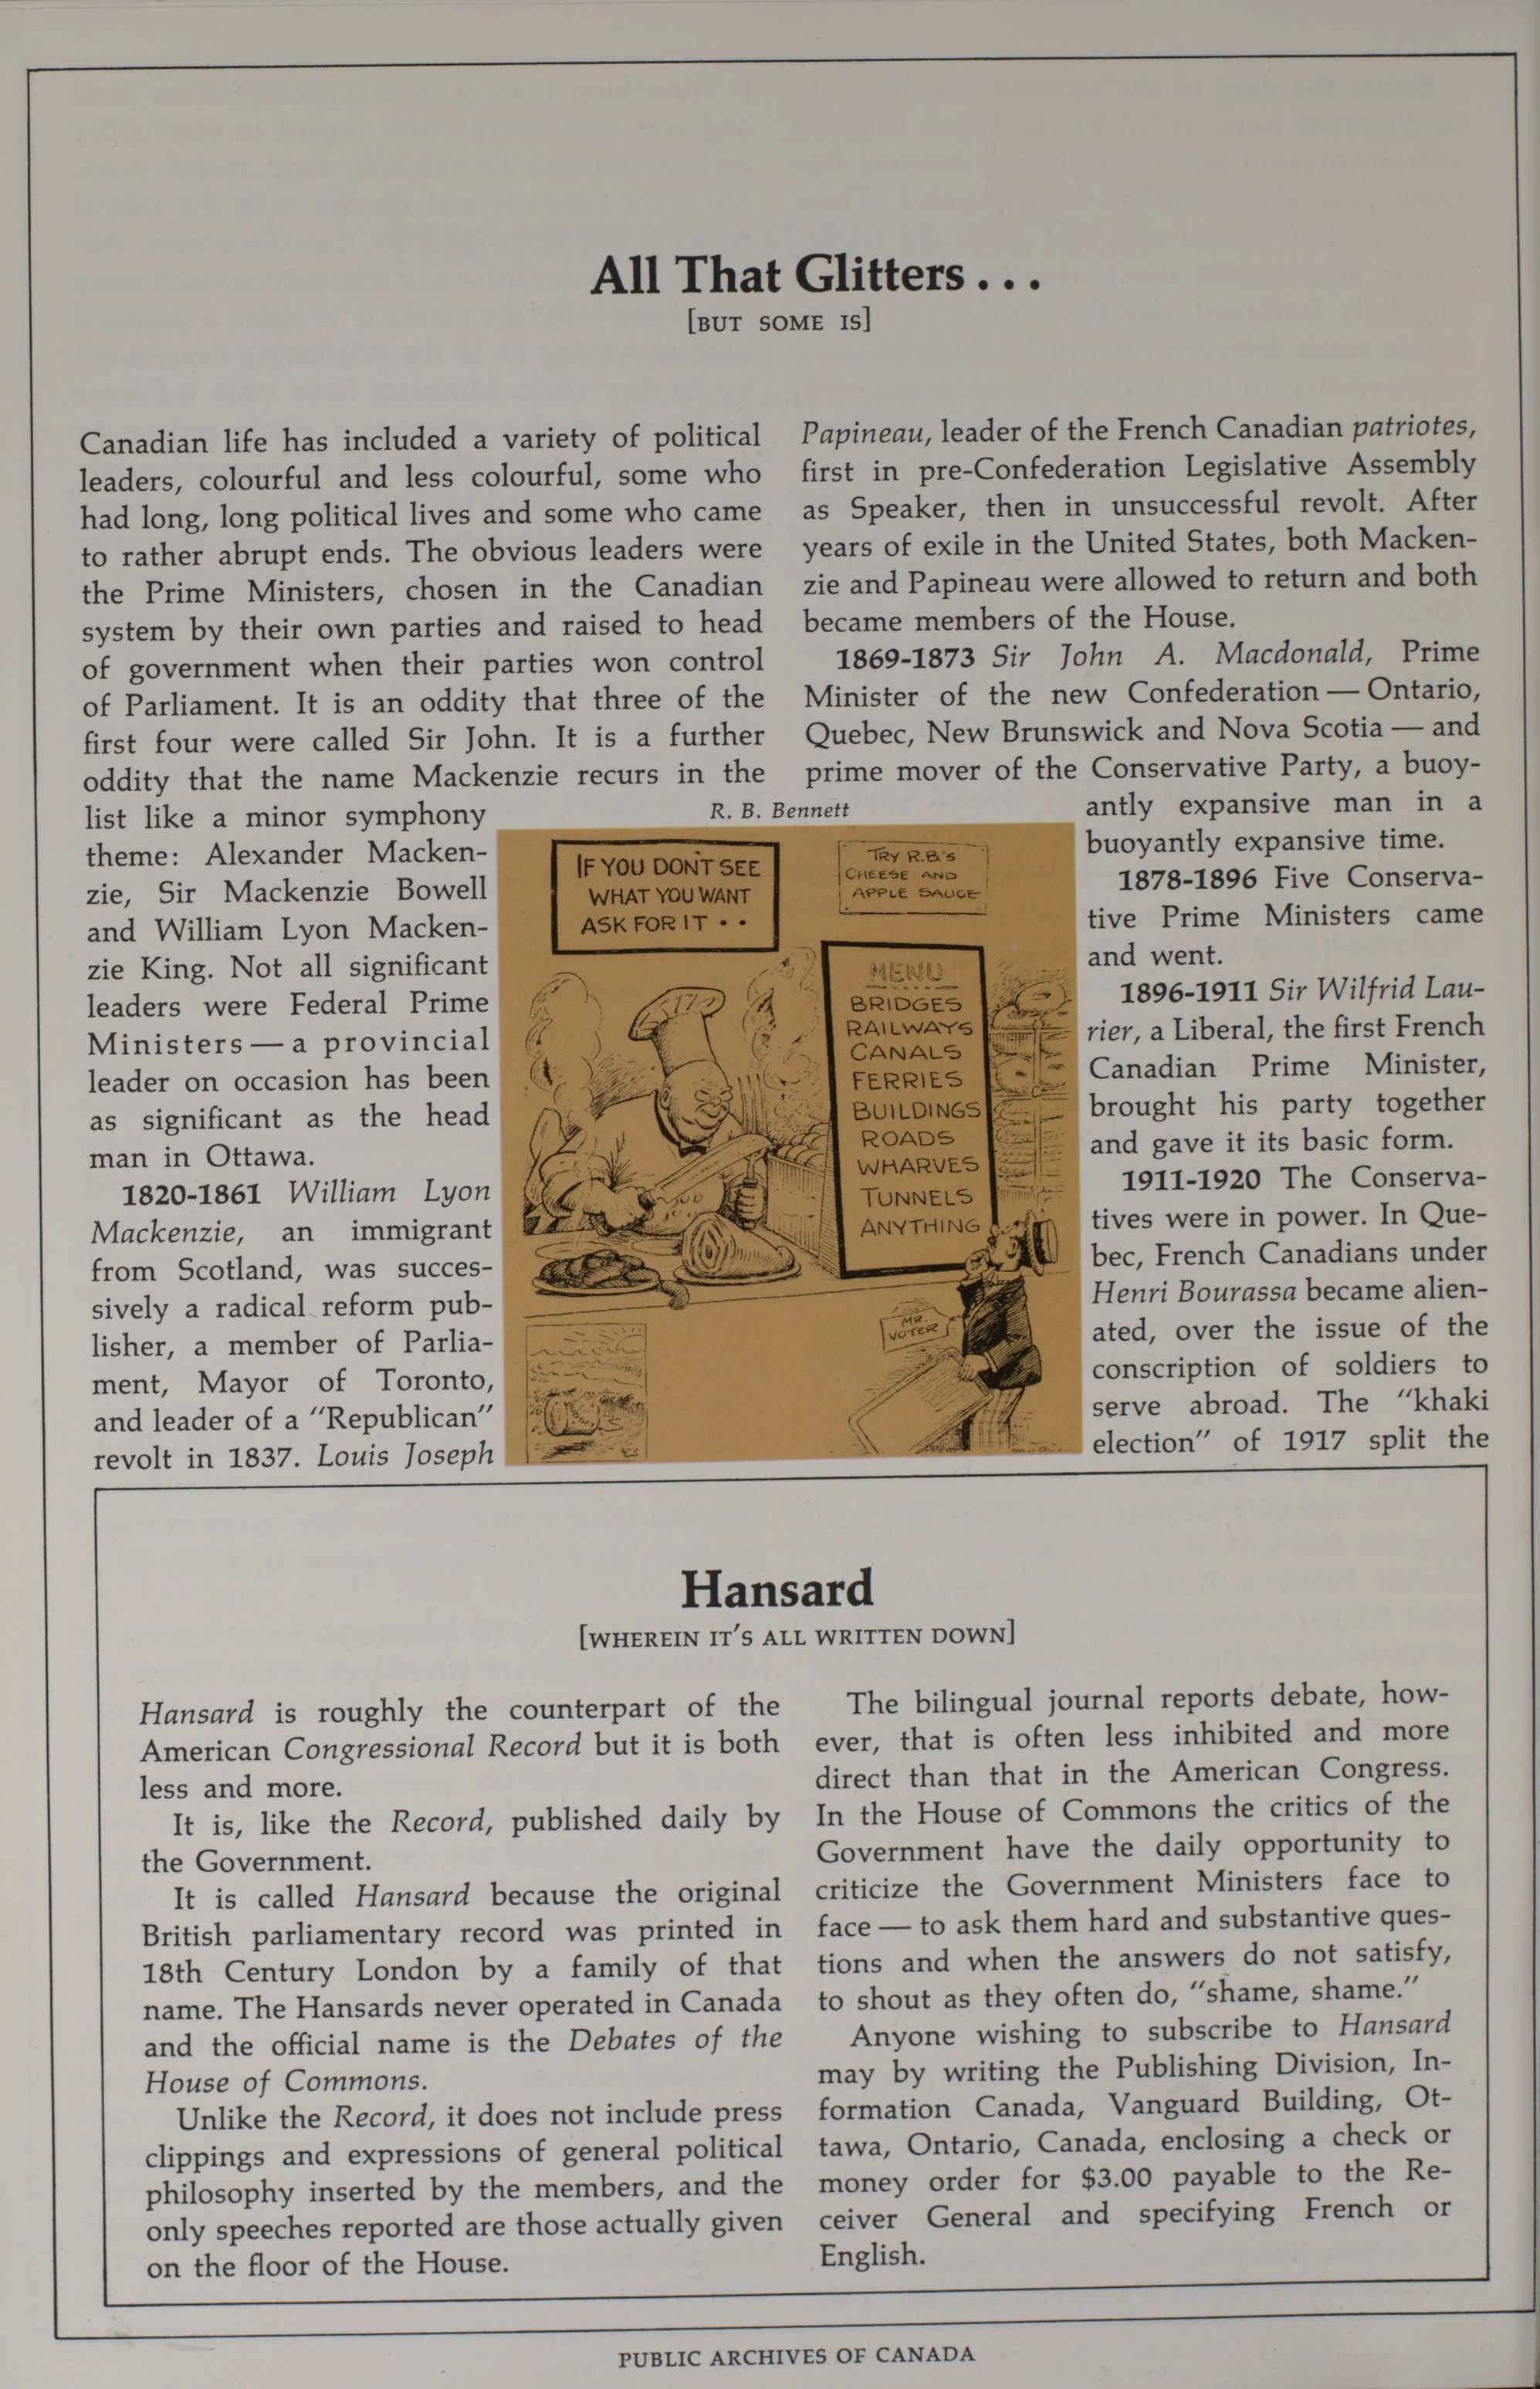 All That Glitters . . .
[BUT SOME IS]
Canadian life has included a variety of political
leaders, colourful and less colourful, some who
had long, long political lives and some who came
to rather abrupt ends. The obvious leaders were
the Prime Ministers, chosen in the Canadian
system by their own parties and raised to head
of government when their parties won control
of Parliament. It is an oddity that three of the
first four were called Sir John. It is a further
oddity that the name Mackenzie recurs in the
list like a minor symphony
theme: Alexander Macken-
zie, Sir Mackenzie Bowell
and William Lyon Macken-
zie King. Not all significant
leaders were Federal Prime
Ministers — a provincial
leader on occasion has been
as significant as the head
man in Ottawa.
1820-1861 William Lyon
Mackenzie, an immigrant
from Scotland, was succes-
sively a radical reform pub-
lisher, a member of Parlia-
ment, Mayor of Toronto,
and leader of a “Republican”
revolt in 1837. Louis Joseph
Papineau, leader of the French Canadian patriotes,
first in pre-Confederation Legislative Assembly
as Speaker, then in unsuccessful revolt. After
years of exile in the United States, both Macken-
zie and Papineau were allowed to return and both
became members of the House.
1869-1873 Sir John A. Macdonald, Prime
Minister of the new Confederation — Ontario,
Quebec, New Brunswick and Nova Scotia — and
prime mover of the Conservative Party, a buoy-
antly expansive man in a
buoyantly expansive time.
1878-1896 Five Conserva-
tive Prime Ministers came
and went.
1896-1911 Sir Wilfrid Lau-
rier, a Liberal, the first French
Canadian Prime Minister,
brought his party together
and gave it its basic form.
1911-1920 The Conserva-
tives were in power. In Que-
bec, French Canadians under
Henri Bourassa became alien-
ated, over the issue of the
conscription of soldiers to
serve abroad. The “khaki
election” of 1917 split the
R. B. Bennett
IF YOU DON'T SEE
WHAT YOU WANT
ASK FOR IT • •
TRY R.B.'S
CHEESE AND
APPLE SAUCE
MENU
BRIDGES
RAILWAYS
CANALS
FERRIES
BUILDINGS
ROADS
WHARVES
TUNNELS
ANYTHING
MR.
VOTER
Hansard
[WHEREIN IT'S ALL WRITTEN DOWN]
Hansard is roughly the counterpart of the
American Congressional Record but it is both
less and more.
It is, like the Record, published daily by
the Government.
It is called Hansard because the original
British parliamentary record was printed in
18th Century London by a family of that
name. The Hansards never operated in Canada
and the official name is the Debates of the
House of Commons.
Unlike the Record, it does not include press
clippings and expressions of general political
philosophy inserted by the members, and the
only speeches reported are those actually given
on the floor of the House.
The bilingual journal reports debate, how-
ever, that is often less inhibited and more
direct than that in the American Congress.
In the House of Commons the critics of the
Government have the daily opportunity to
criticize the Government Ministers face to
face — to ask them hard and substantive ques-
tions and when the answers do not satisfy,
to shout as they often do, “shame, shame.”
Anyone wishing to subscribe to Hansard
may by writing the Publishing Division, In-
formation Canada, Vanguard Building, Ot-
tawa, Ontario, Canada, enclosing a check or
money order for $3.00 payable to the Re-
ceiver General and specifying French or
English.
PUBLIC ARCHIVES OF CANADA